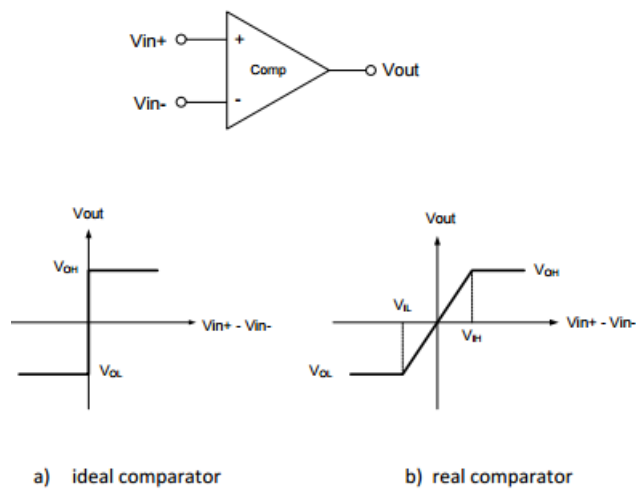 Vin+
+
Comp
Vout
Vin-
-
Vout
VOH
Vin+ - Vin-
VOL
a) ideal comparator
Vout
VOH
VIL
Vin+ - Vin-
VIH
VOL
b) real comparator